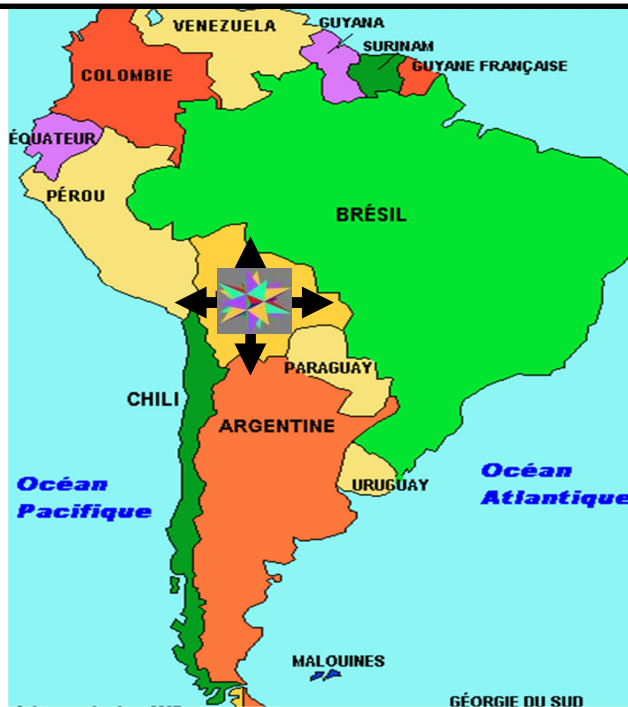 VENEZUELA
GUYANA
SURINAM
GUYANE FRANÇAISE
COLOMBIE
ÉQUATEUR
PÉROU
BRÉSIL
PARAGUAY
CHILI
ARGENTINE
URUGUAY
Océan
Pacifique
Océan
Atlantique
MALOUINES
GÉORGIE DU SUD